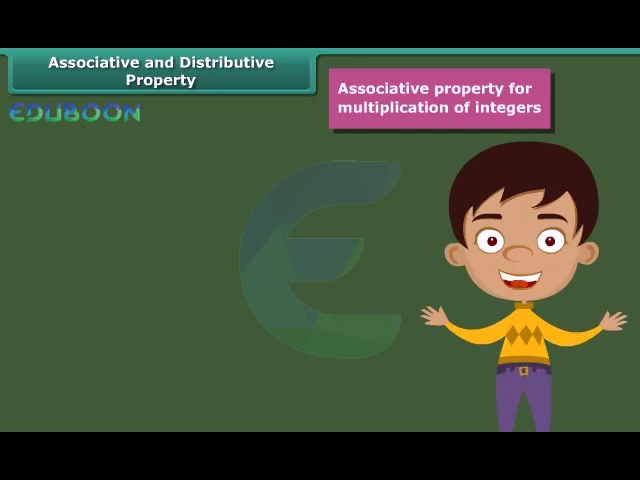 Associative and Distributive
Property
EDUBOON
Associative property for
multiplication of integers
E